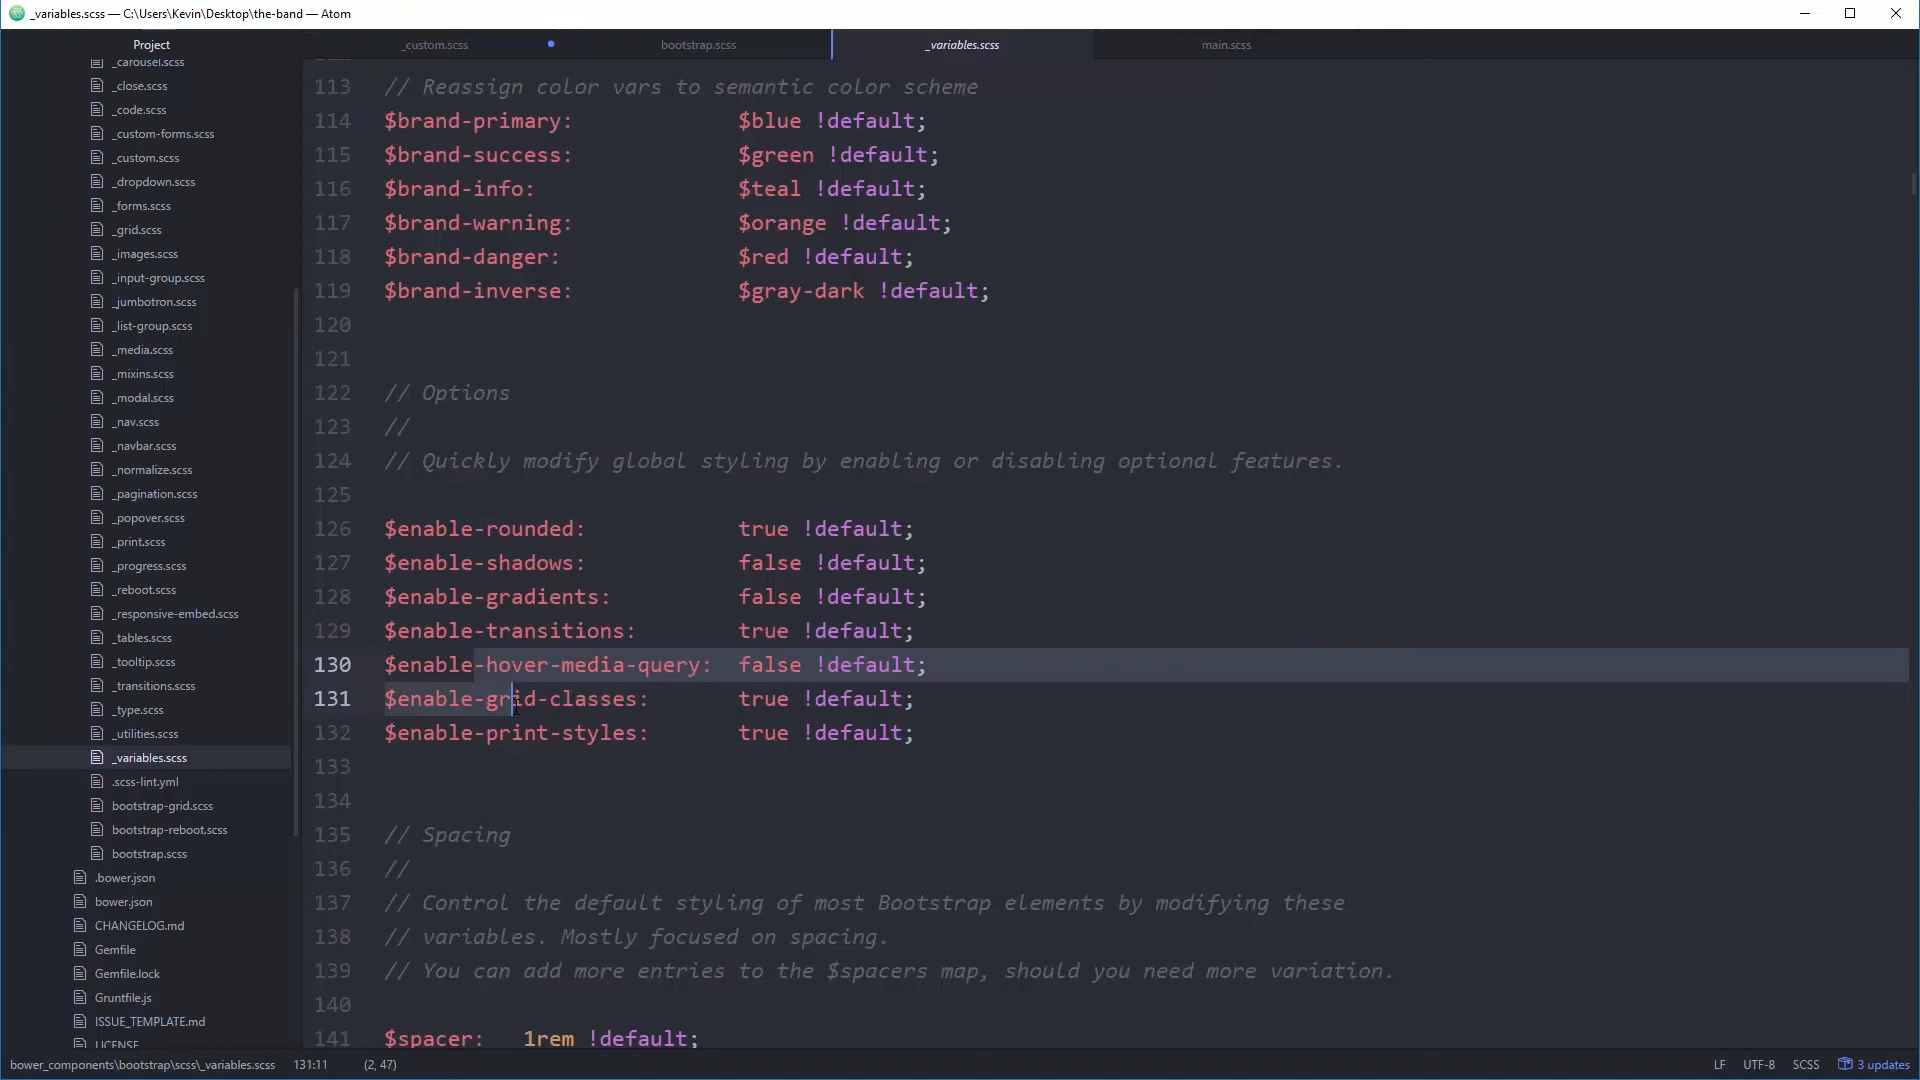 _variables.scss — C:\Users\Kevin\Desktop\the-band — Atom
Project
_carousel.scss
_close.scss
_code.scss
_custom-forms.scss
_custom.scss
_dropdown.scss
_forms.scss
_grid.scss
_images.scss
_input-group.scss
_jumbotron.scss
_list-group.scss
_media.scss
_mixins.scss
_modal.scss
_nav.scss
_navbar.scss
_normalize.scss
_pagination.scss
_popover.scss
_print.scss
_progress.scss
_reboot.scss
_responsive-embed.scss
_tables.scss
_tooltip.scss
_transitions.scss
_type.scss
_utilities.scss
_variables.scss
.scss-lint.yml
bootstrap-grid.scss
bootstrap-reboot.scss
bootstrap.scss
.bower.json
bower.json
CHANGELOG.md
Gemfile
Gemfile.lock
Gruntfile.js
ISSUE_TEMPLATE.md
LICENSE
_custom.scss bootstrap.scss _variables.scss main.scss
113 // Reassign color vars to semantic color scheme
114 $brand-primary: $blue !default;
115 $brand-success: $green !default;
116 $brand-info: $teal !default;
117 $brand-warning: $orange !default;
118 $brand-danger: $red !default;
119 $brand-inverse: $gray-dark !default;
120
121
122 // Options
123 //
124 // Quickly modify global styling by enabling or disabling optional features.
125
126 $enable-rounded: true !default;
127 $enable-shadows: false !default;
128 $enable-gradients: false !default;
129 $enable-transitions: true !default;
130 $enable-hover-media-query: false !default;
131 $enable-grid-classes: true !default;
132 $enable-print-styles: true !default;
133
134
135 // Spacing
136 //
137 // Control the default styling of most Bootstrap elements by modifying these
138 // variables. Mostly focused on spacing.
139 // You can add more entries to the $spacers map, should you need more variation.
140
141 $spacer: 1rem !default;
bower_components\bootstrap\scss\_variables.scss 131:11 (2, 47) LF UTF-8 SCSS 3 updates